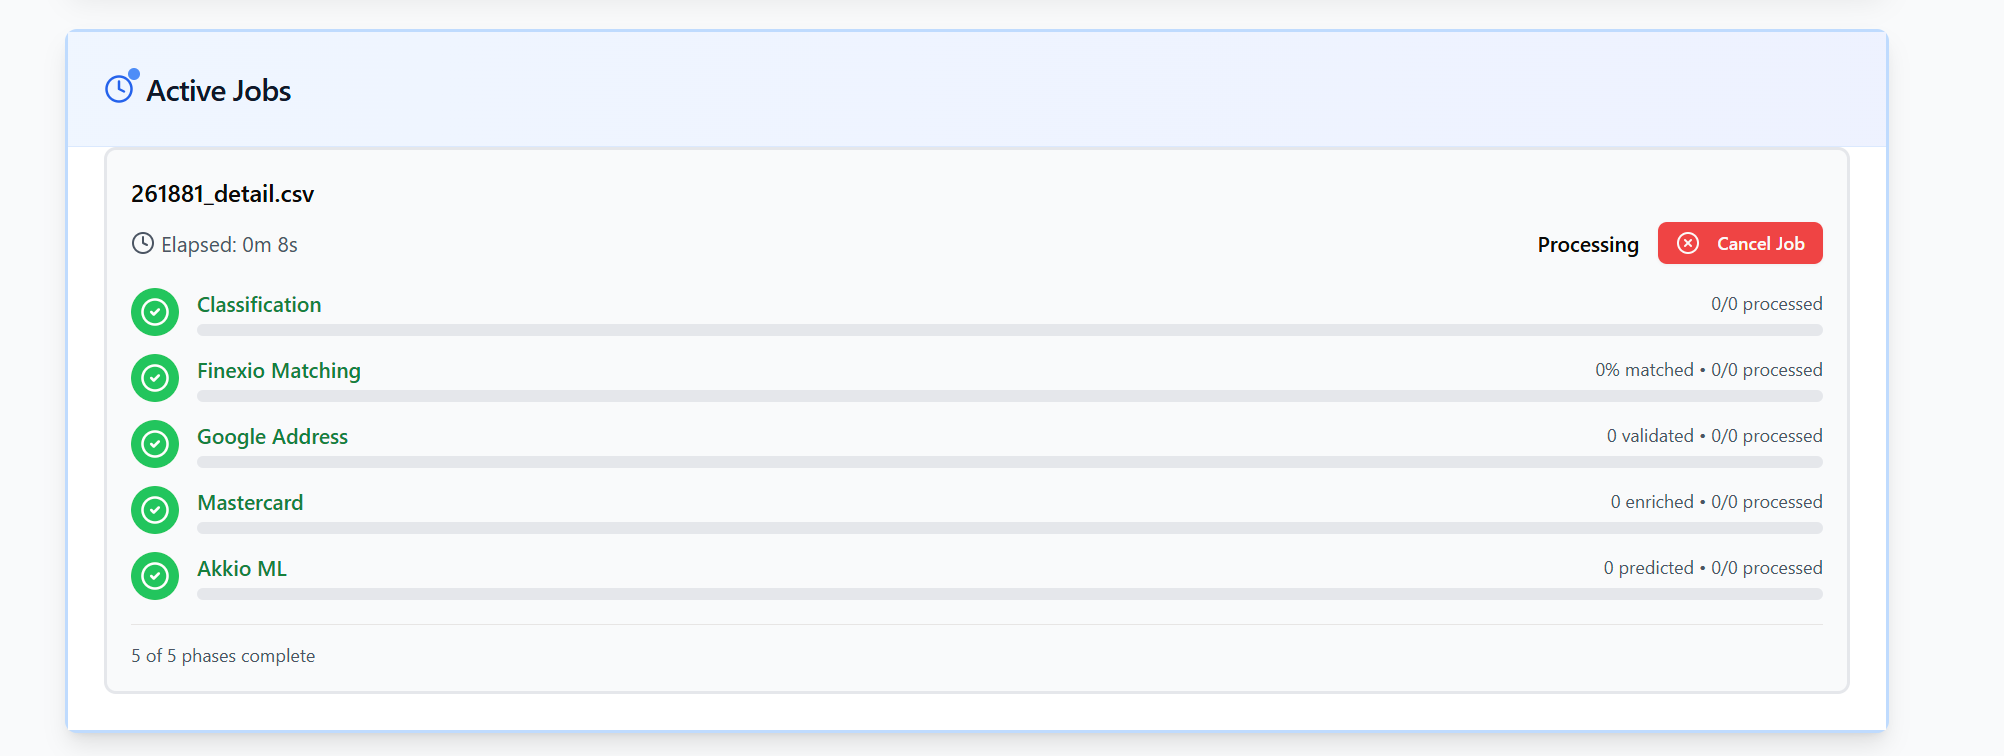 Active Jobs
261881_detail.csv
Elapsed: 0m 8s
Processing
Cancel Job
Classification
0/0 processed
Finexio Matching
0% matched • 0/0 processed
Google Address
0 validated • 0/0 processed
Mastercard
0 enriched • 0/0 processed
Akkio ML
0 predicted • 0/0 processed
5 of 5 phases complete